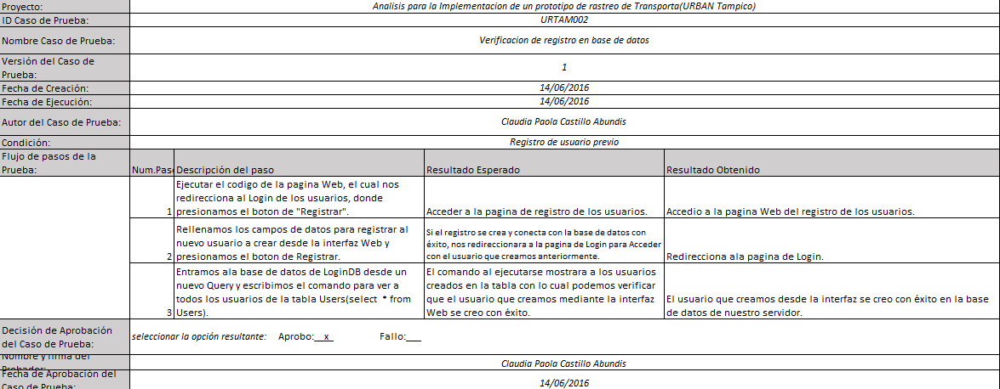 Proyecto: Analisis para la Implementacion de un prototipo de rastreo de Transporta(URBAN Tampico)
ID Caso de Prueba: URTAM002
Nombre Caso de Prueba: Verificacion de registro en base de datos
Versión del Caso de
Prueba: 1
Fecha de Creación: 14/06/2016
Fecha de Ejecución: 14/06/2016
Autor del Caso de Prueba: Claudia Paola Castillo Abundis
Condición: Registro de usuario previo
Flujo de pasos de la
Prueba: Num.Pas Descripción del paso Resultado Esperado Resultado Obtenido
Ejecutar el codigo de la pagina Web, el cual nos
redirecciona al Login de los usuarios, donde
1 presionamos el boton de "Registrar". Acceder a la pagina de registro de los usuarios. Accedio a la pagina Web del registro de los usuarios.
Rellenamos los campos de datos para registrar al
nuevo usuario a crear desde la interfaz Web y
2 presionamos el boton de Registrar.
Si el registro se crea y conecta con la base de datos con
éxito, nos redireccionara a la pagina de Login para Acceder
con el usuario que creamos anteriormente.
Redirecciona ala pagina de Login.
Entramos ala base de datos de LoginDB desde un
nuevo Query y escribimos el comando para ver a
todos los usuarios de la tabla Users(select * from
3 Users).
El comando al ejecutarse mostrara a los usuarios
creados en la tabla con lo cual podemos verificar
que el usuario que creamos mediante la interfaz
Web se creo con éxito.
El usuario que creamos desde la interfaz se creo con éxito en la base
de datos de nuestro servidor.
Decisión de Aprobación
del Caso de Prueba: seleccionar la opción resultante: Aprobo:__x_ Fallo:___
Nombre y firma del
Probador: Claudia Paola Castillo Abundis
Fecha de Aprobación del
Caso de Prueba: 14/06/2016